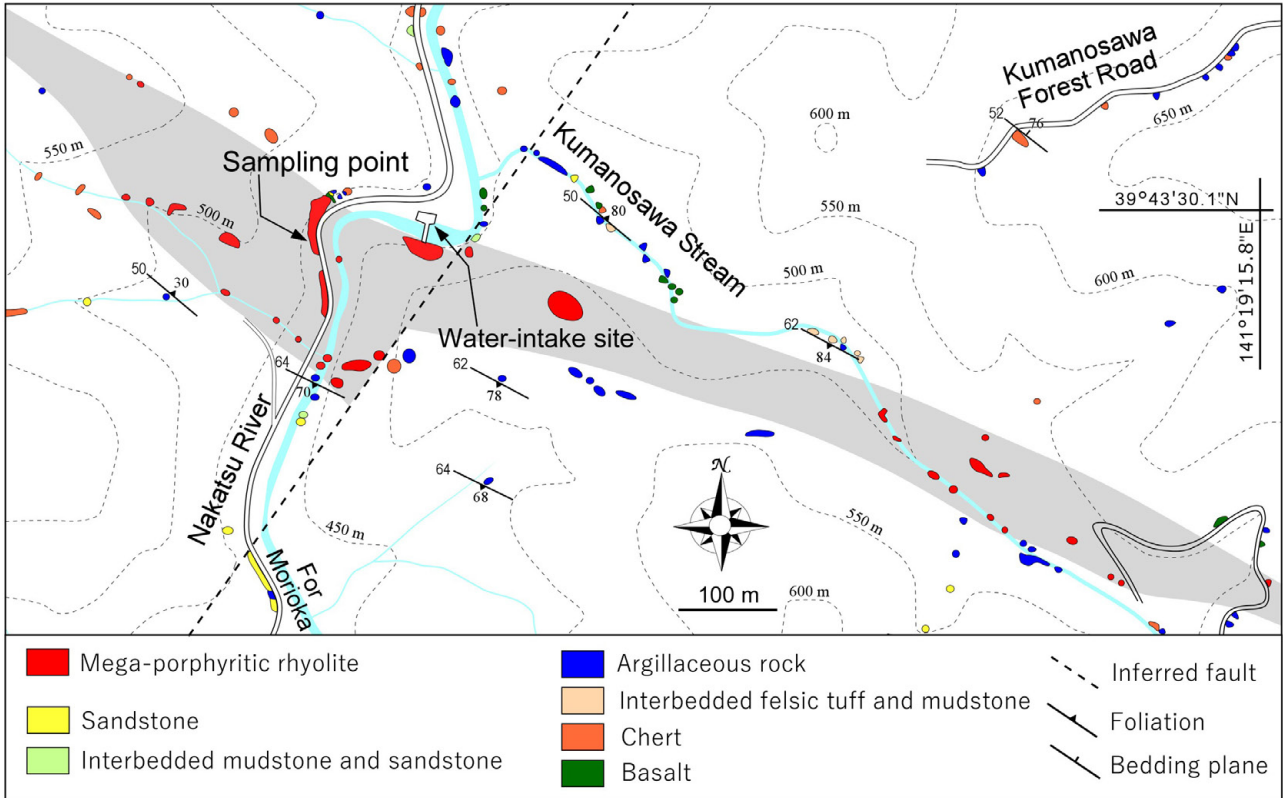 Kumanosawa
Forest Road
52
76
650 m
600 m
550 m
Sampling point
Kumanosawa Stream
50
80
39°43'30.1"N
141°19'15.8"E
500 m
550 m
50
30
500 m
600 m
Water-intake site
62
84
64
70
62
78
Nakatsu River
64
68
N.
450 m
550 m
For
Morioka
100 m
600 m
Mega-porphyritic rhyolite
Sandstone
Interbedded mudstone and sandstone
Argillaceous rock
Interbedded felsic tuff and mudstone
Chert
Basalt
Inferred fault
Foliation
Bedding plane